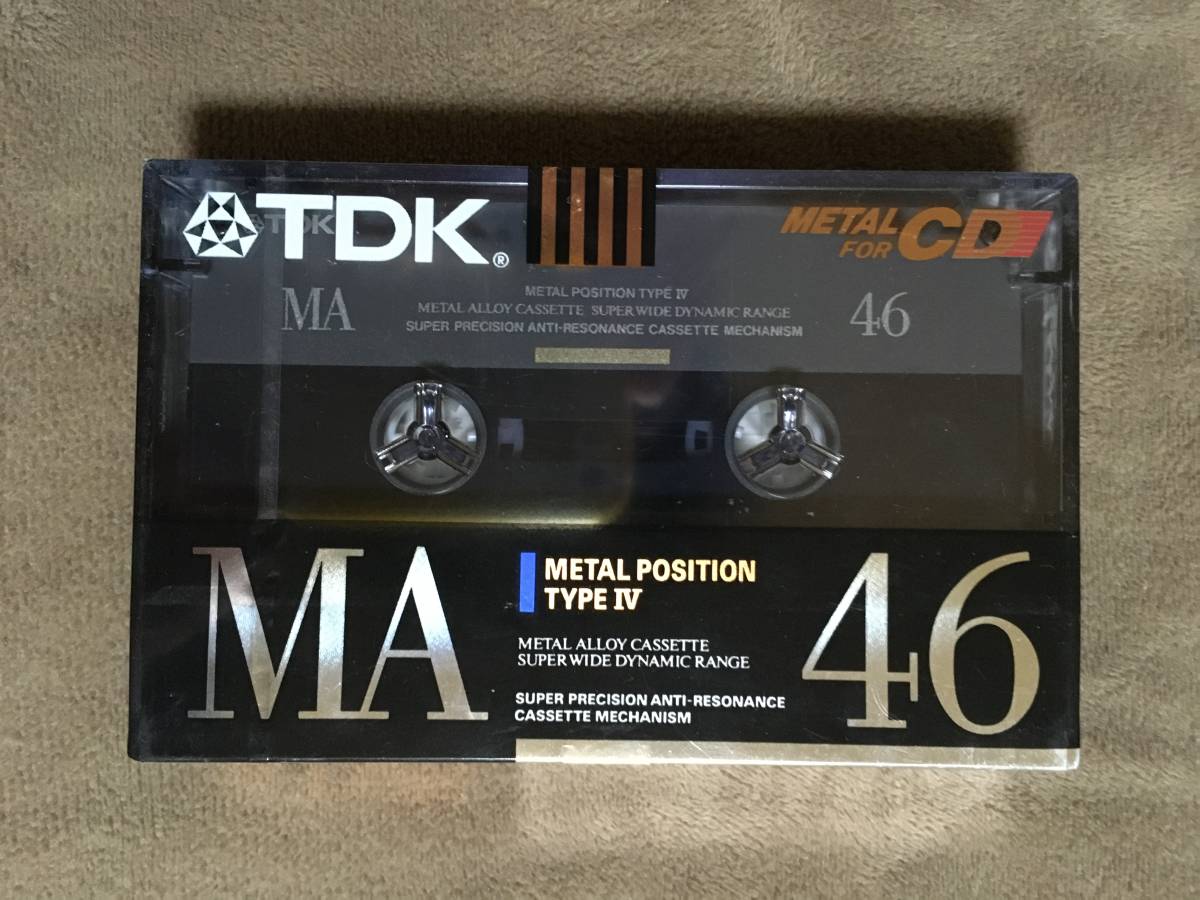 TDK®
TDK
METAL
FOR CD
METAL POSITION TYPE IV
METAL ALLOY CASSETTE SUPER WIDE DYNAMIC RANGE
SUPER PRECISION ANTI-RESONANCE CASSETTE MECHANISM
MA
46
MA
METAL POSITION
TYPE IV
METAL ALLOY CASSETTE
SUPER WIDE DYNAMIC RANGE
SUPER PRECISION ANTI-RESONANCE
CASSETTE MECHANISM
46